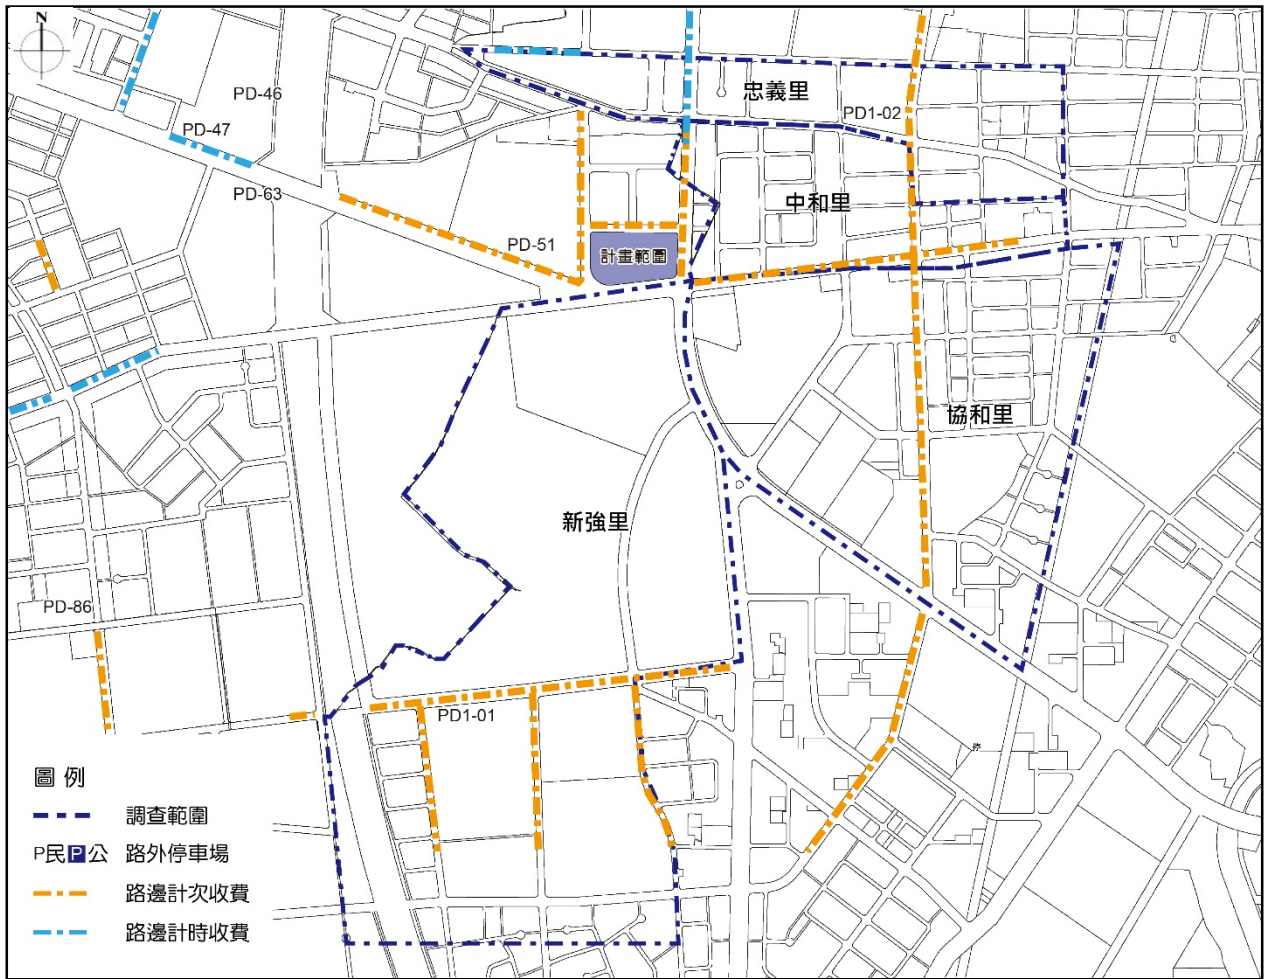 N
PD-46
忠義里
PD1-02
PD-47
PD-63
中和里
PD-51
計畫範圍
協和里
新強里
PD-86
PD1-01
圖例
調查範圍
P民P公 路外停車場
路邊計次收費
路邊計時收費